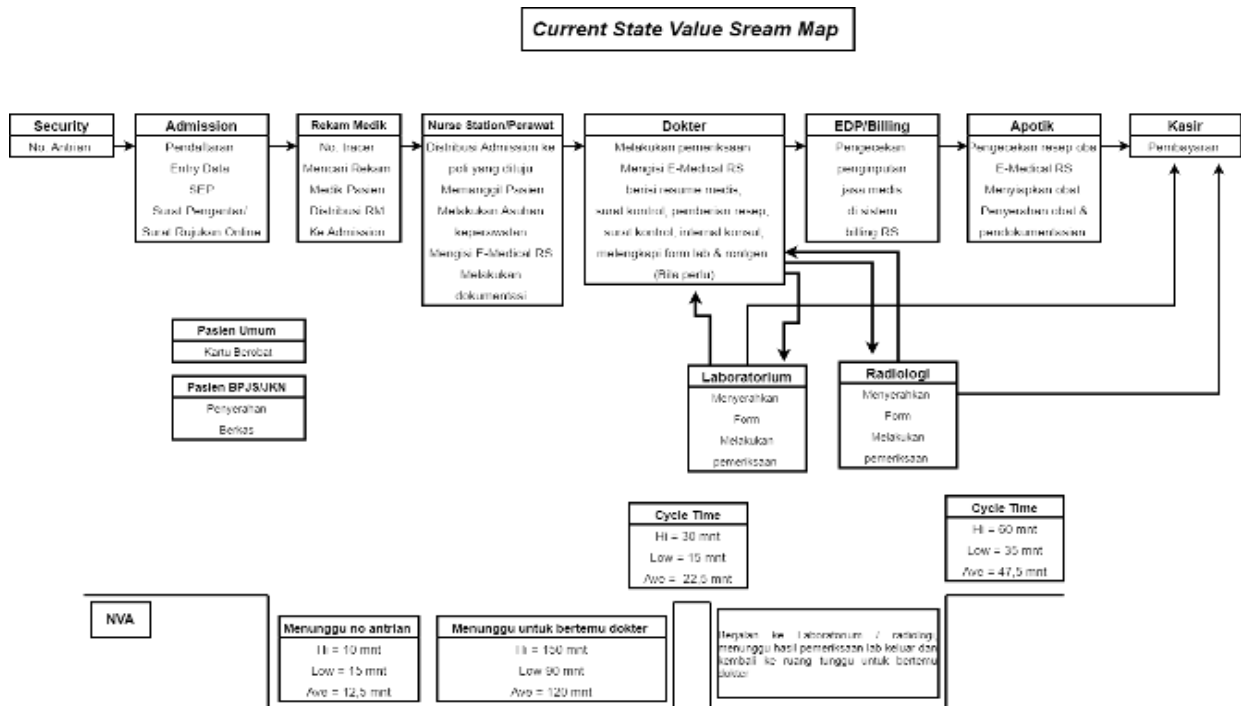 Current State Value Sream Map
Security
No. Antrian
Admission
Pendaftaran
Entry Data
SEP
Surat Pengantar/
Surat Rujukan Online
Rekam Medik
No. tracer
Mencari Rekam
Medik Pasien
Distribusi RM
Ke Admission
Nurse Station/Perawat
Distribusi Admission ke
poli yang dituju
Memanggil Pasien
Melakukan Asuhan
keperawatan
Mengisi E-Medical RS
Melakukan
dokumentasi
Dokter
Melakukan pemeriksaan
Mengisi E-Medical RS
berisi resume medis,
surat kontrol, pemberian resep,
surat kontrol, internal konsul,
melengkapi form lab & rontgen
(Bila perlu)
EDP/Billing
Pengecekan
penginputan
jasa medis
di sistem
billing RS
Apotik
Pengecekan resep oba
E-Medical RS
Menyiapkan obat
Penyerahan obat &
pendokumentasian
Kasir
Pembayaran
Pasien Umum
Kartu Berobat
Pasien BPJS/JKN
Penyerahan
Berkas
Laboratorium
Menyerahkan
Form
Melakukan
pemeriksaan
Radiologi
Menyerahkan
Form
Melakukan
pemeriksaan
Cycle Time
Hi = 30 mnt
Low = 15 mnt
Ave = 22,5 mnt
Cycle Time
Hi = 60 mnt
Low = 35 mnt
Ave = 47,5 mnt
NVA
Menunggu no antrian
Hi = 10 mnt
Low = 15 mnt
Ave = 12,5 mnt
Menunggu untuk bertemu dokter
Hi = 150 mnt
Low 90 mnt
Ave = 120 mnt
Berjalan ke Laboratorium / radiologi,
menunggu hasil pemeriksaan lab keluar dan
kembali ke ruang tunggu untuk bertemu
dokter